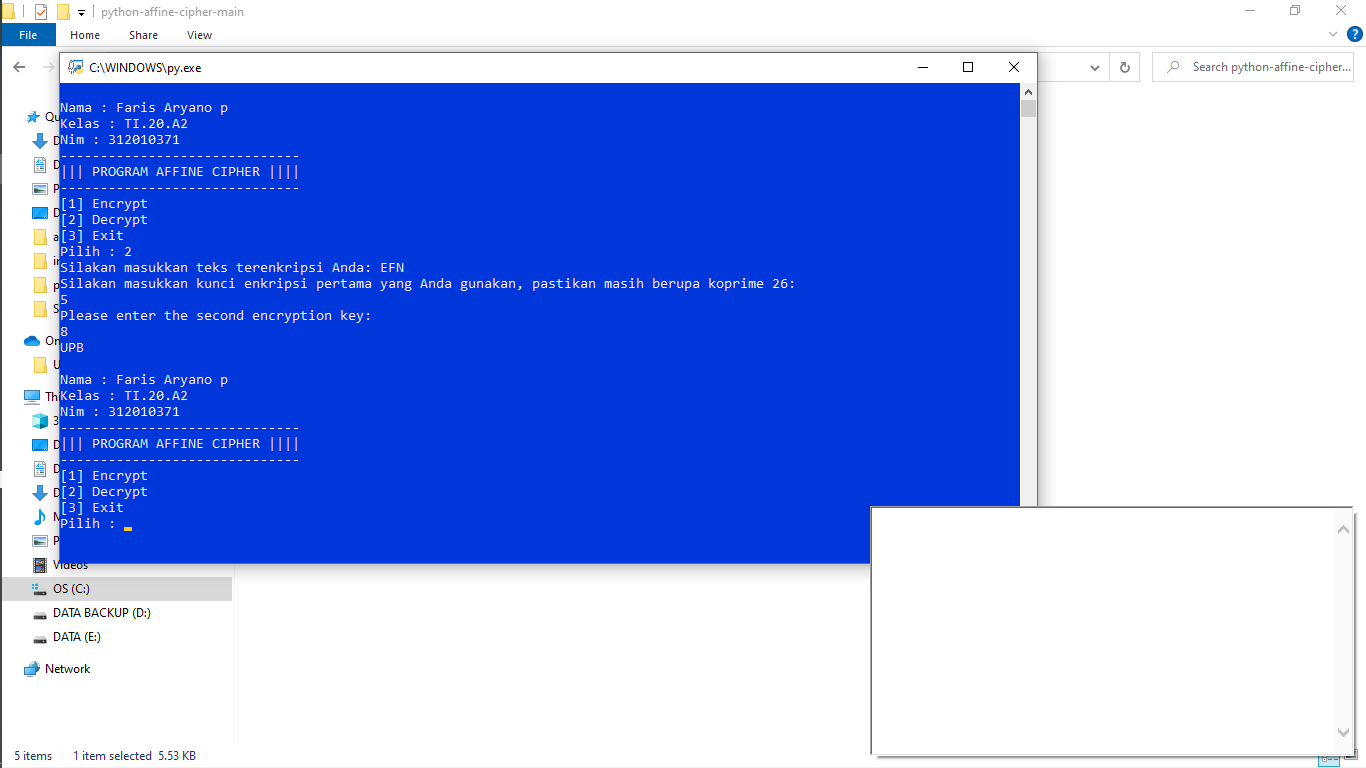 python-affine-cipher-main
File Home Share View
C:\WINDOWS\py.exe
Search python-affine-cipher...
Nama : Faris Aryano p
Kelas : TI.20.A2
Nim : 312010371
------------------------------
||| PROGRAM AFFINE CIPHER ||||
------------------------------
[1] Encrypt
[2] Decrypt
[3] Exit
Pilih : 2
Silakan masukkan teks terenkripsi Anda: EFN
Silakan masukkan kunci enkripsi pertama yang Anda gunakan, pastikan masih berupa koprime 26:
5
Please enter the second encryption key:
8
UPB
Nama : Faris Aryano p
Kelas : TI.20.A2
Nim : 312010371
------------------------------
||| PROGRAM AFFINE CIPHER ||||
------------------------------
[1] Encrypt
[2] Decrypt
[3] Exit
Pilih :
Videos
OS (C:)
DATA BACKUP (D:)
DATA (E:)
Network
5 items 1 item selected 5.53 KB